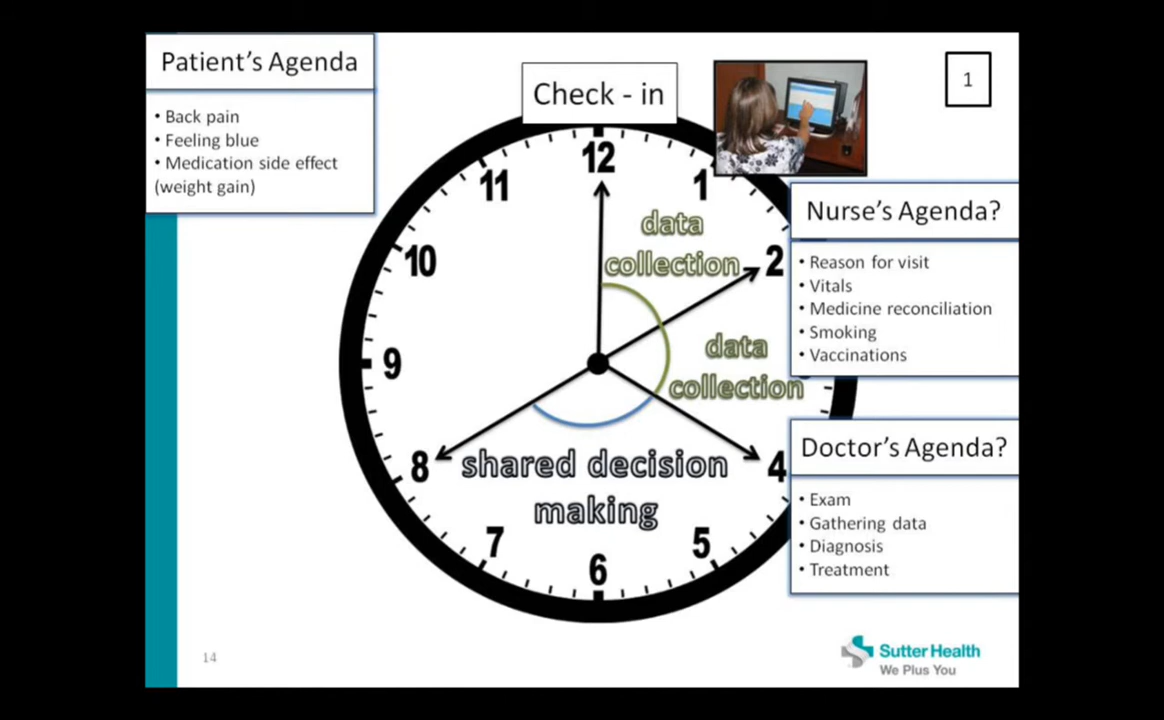 Patient's Agenda
• Back pain
• Feeling blue
• Medication side effect
(weight gain)
Check - in
1
12
11
1
10
2
9
8
4
7
5
6
data
collection
data
collection
shared decision
making
Nurse's Agenda?
• Reason for visit
• Vitals
• Medicine reconciliation
• Smoking
• Vaccinations
Doctor's Agenda?
• Exam
• Gathering data
• Diagnosis
• Treatment
14
Sutter Health
We Plus You